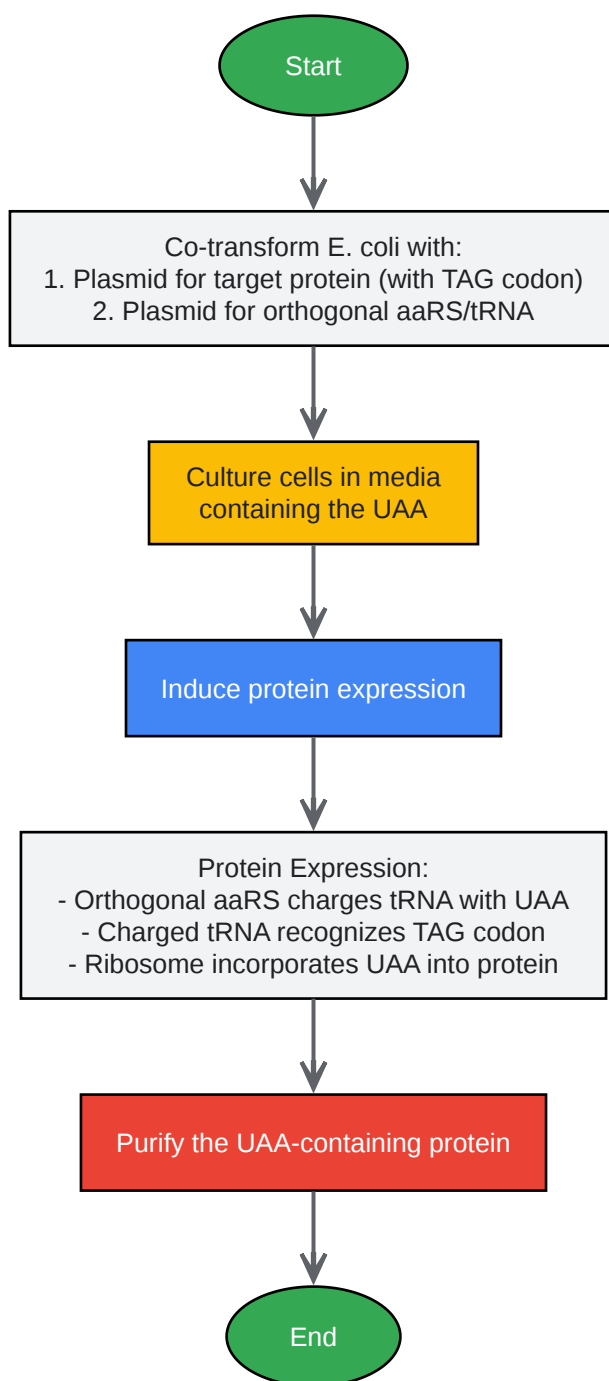 Start
Co-transform E. coli with:
1. Plasmid for target protein (with TAG codon)
2. Plasmid for orthogonal aaRS/tRNA
Culture cells in media
containing the UAA
Induce protein expression
Protein Expression:
- Orthogonal aaRS charges tRNA with UAA
- Charged tRNA recognizes TAG codon
- Ribosome incorporates UAA into protein
Purify the UAA-containing protein
End